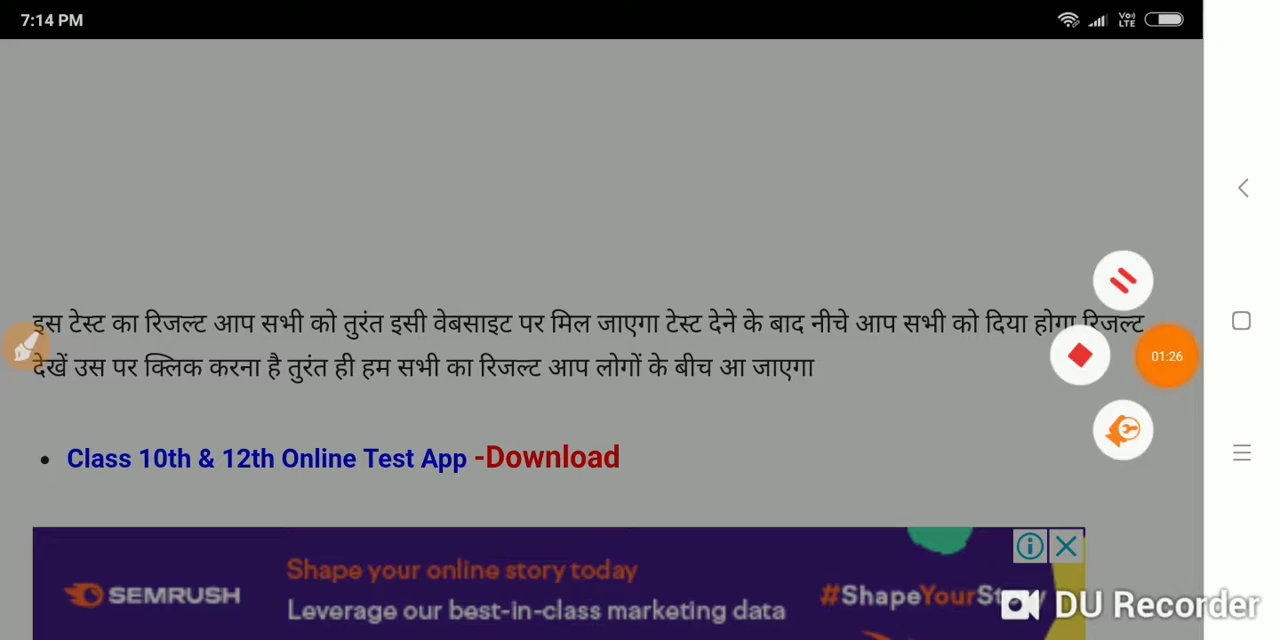 7:14 PM
Vo) LTE
इस टेस्ट का रिजल्ट आप सभी को तुरंत इसी वेबसाइट पर मिल जाएगा टेस्ट देने के बाद नीचे आप सभी को दिया होगा रिजल्ट
देखें उस पर क्लिक करना है तुरंत ही हम सभी का रिजल्ट आप लोगों के बीच आ जाएगा
01:26
• Class 10th & 12th Online Test App -Download
Shape your online story today
SEMRUSH
Leverage our best-in-class marketing data
#ShapeYourSt
DU Recorder